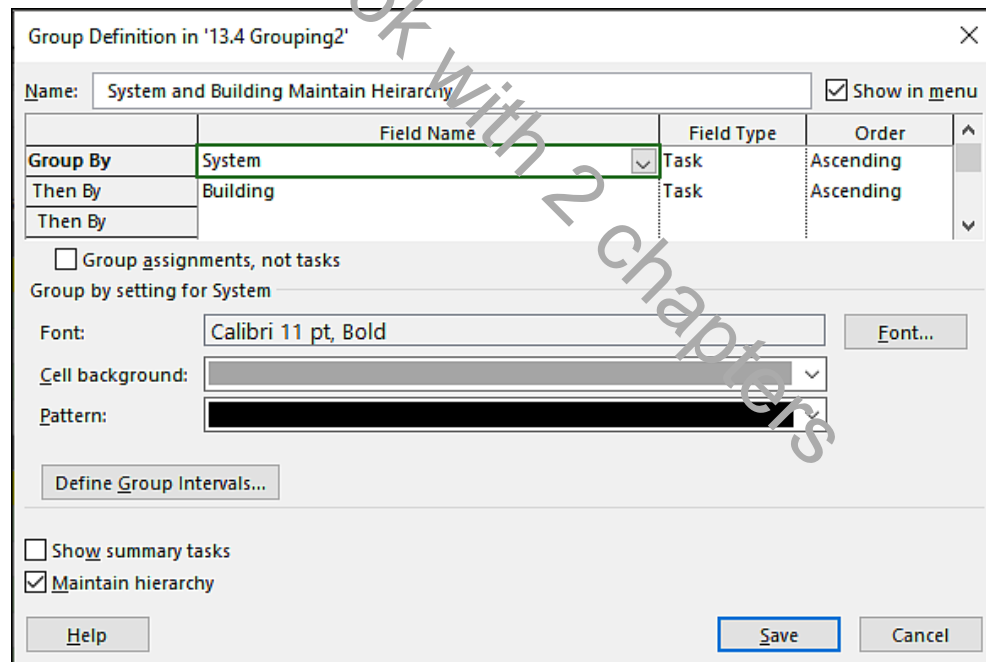 Group Definition in '13.4 Grouping2'
Name: System and Building Maintain Heirarchy Show in menu
Field Name Field Type Order
Group By System Task Ascending
Then By Building Task Ascending
Then By
Group assignments, not tasks
Group by setting for System
Font: Calibri 11 pt, Bold Font...
Cell background:
Pattern:
Define Group Intervals...
Show summary tasks
Maintain hierarchy
Help Save Cancel
with 2 chapters